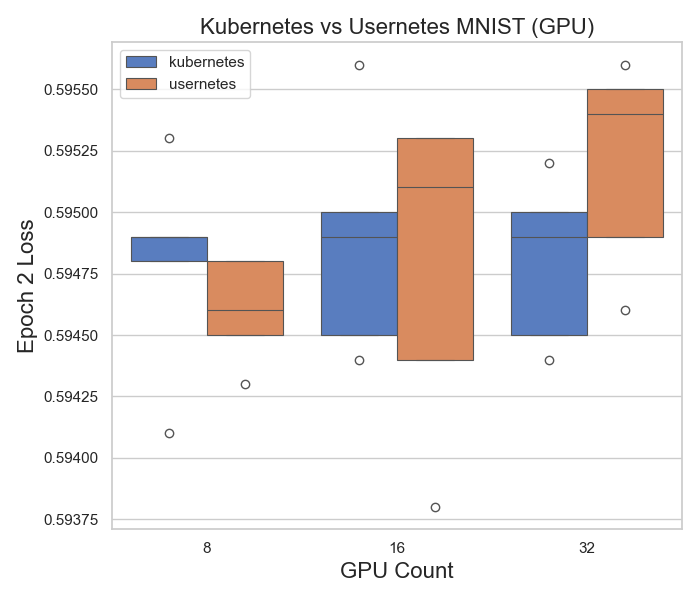 Kubernetes vs Usernetes MNIST (GPU)
kubernetes
usernetes
Epoch 2 Loss
0.59550
0.59525
0.59500
0.59475
0.59450
0.59425
0.59400
0.59375
8 16 32
GPU Count